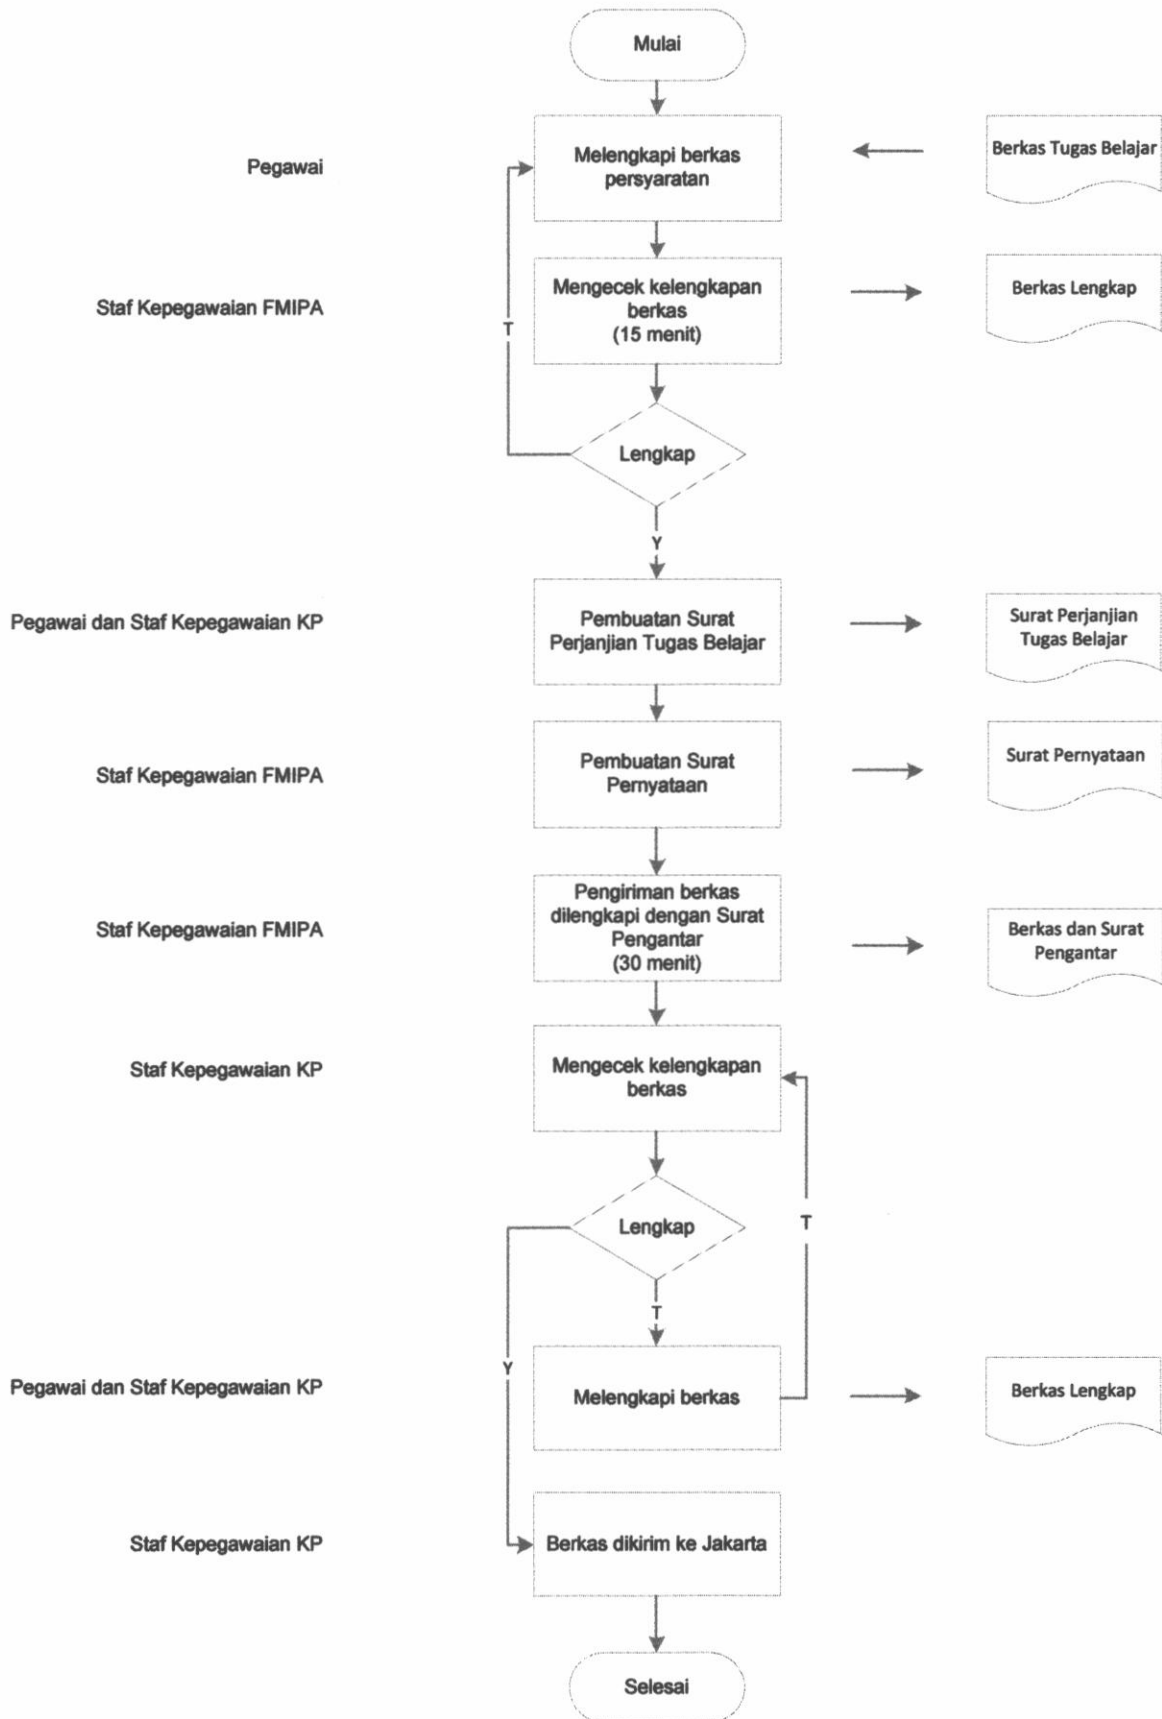 Mulai
Pegawai
Melengkapi berkas
persyaratan
Berkas Tugas Belajar
Staf Kepegawaian FMIPA
Mengecek kelengkapan
berkas
(15 menit)
Berkas Lengkap
T
Lengkap
Y
Pegawai dan Staf Kepegawaian KP
Pembuatan Surat
Perjanjian Tugas Belajar
Surat Perjanjian
Tugas Belajar
Staf Kepegawaian FMIPA
Pembuatan Surat
Pernyataan
Surat Pernyataan
Staf Kepegawaian FMIPA
Pengiriman berkas
dilengkapi dengan Surat
Pengantar
(30 menit)
Berkas dan Surat
Pengantar
Staf Kepegawaian KP
Mengecek kelengkapan
berkas
Lengkap
T
T
Y
Pegawai dan Staf Kepegawaian KP
Melengkapi berkas
Berkas Lengkap
Staf Kepegawaian KP
Berkas dikirim ke Jakarta
Selesai